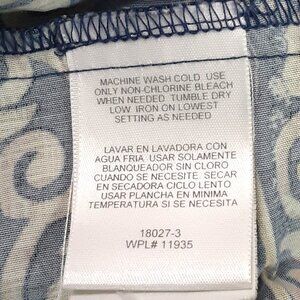 MACHINE WASH COLD USE
ONLY NON-CHLORINE BLEACH
WHEN NEEDED TUMBLE DRY
LOW IRON ON LOWEST
SETTING AS NEEDED
LAVAR EN LAVADORA CON
AGUA FRIA USAR SOLAMENTE
BLANQUEADOR SIN CLORO
CUANDO SE NECESITE. SECAR
EN SECADORA CICLO LENTO
USAR PLANCHA EN MINIMA
TEMPERATURA SI SE NECESITA
18027-3
WPL# 11935